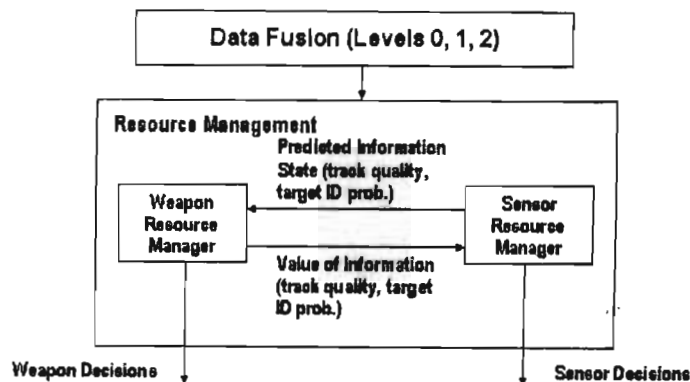 Data Fusion (Levels 0, 1, 2)
Resource Management
Predicted Information
State (track quality,
target ID prob.)
Weapon
Resource
Manager
Sensor
Resource
Manager
Value of Information
(track quality, target
ID prob.)
Weapon Decisions
Sensor Decisions